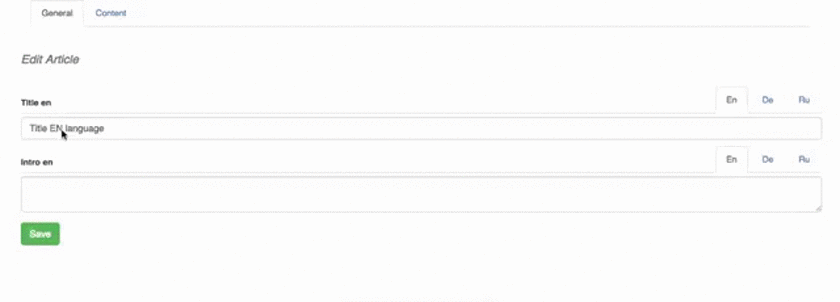 General Content
Edit Article
Title en En De Ru
Title EN language
Intro en En De Ru
Save